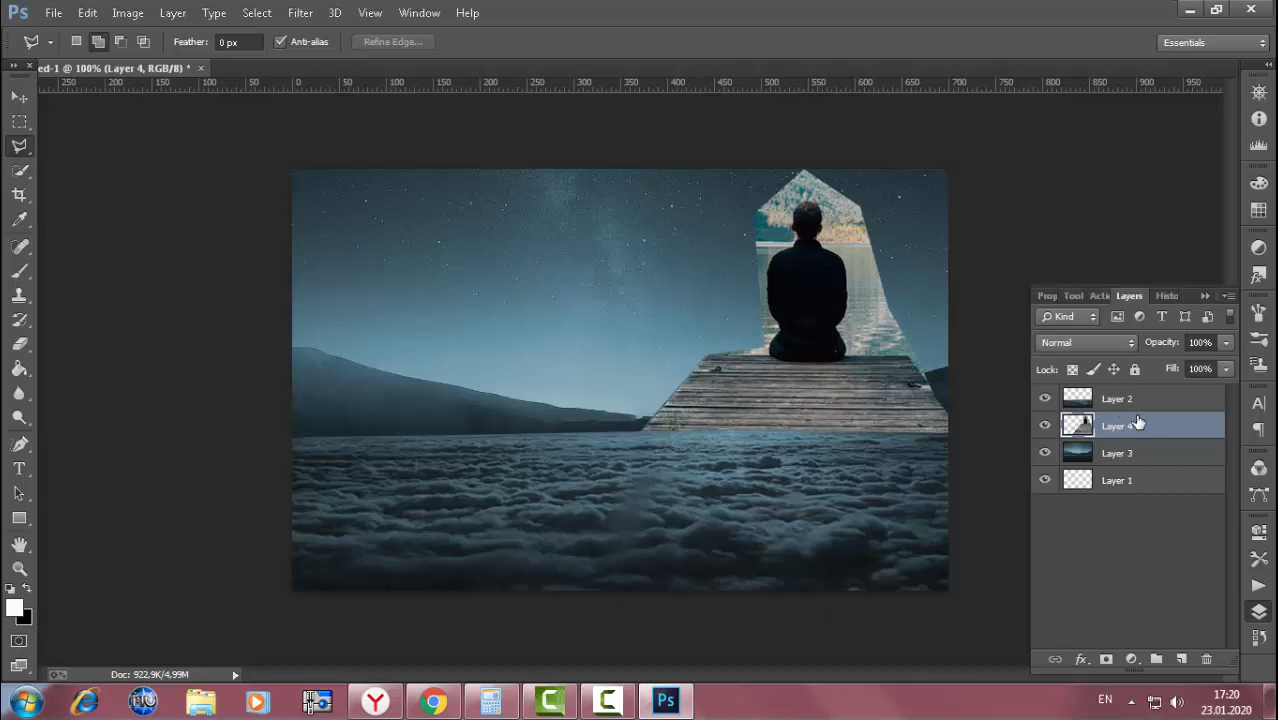 Ps File Edit Image Layer Type Select Filter 3D View Window Help
Feather: 0 px Anti-alias Refine Edge... Essentials
ed-1 @ 100% (Layer 4, RGB/8) * ×
250 200 150 100 50 0 50 100 150 200 250 300 350 400 450 500 550 600 650 700 750 800 850 900 950
Prop Tool Acti Layers Histo
Kind
Normal Opacity: 100%
Lock: Fill: 100%
Layer 2
Layer 4
Layer 3
Layer 1
Doc: 922,9K/4,99M
EN 17:20
23.01.2020